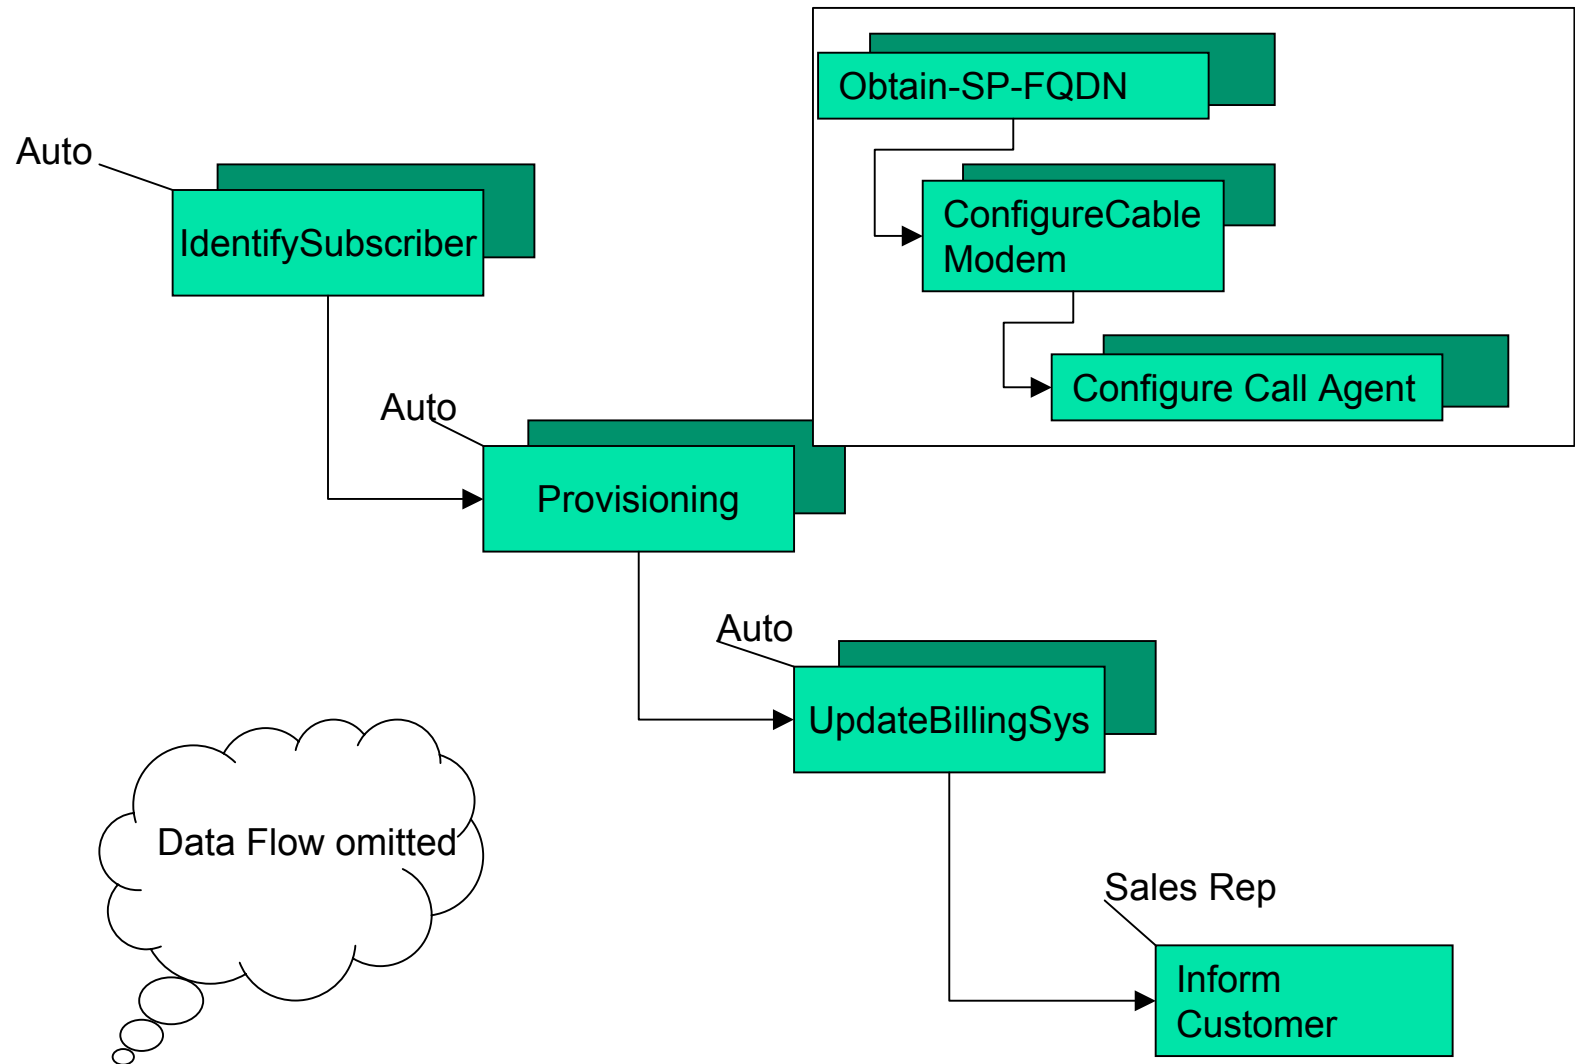 Obtain-SP-FQDN
Auto
IdentifySubscriber
ConfigureCable
Modem
Configure Call Agent
Auto
Provisioning
Auto
UpdateBillingSys
Data Flow omitted
Sales Rep
Inform
Customer